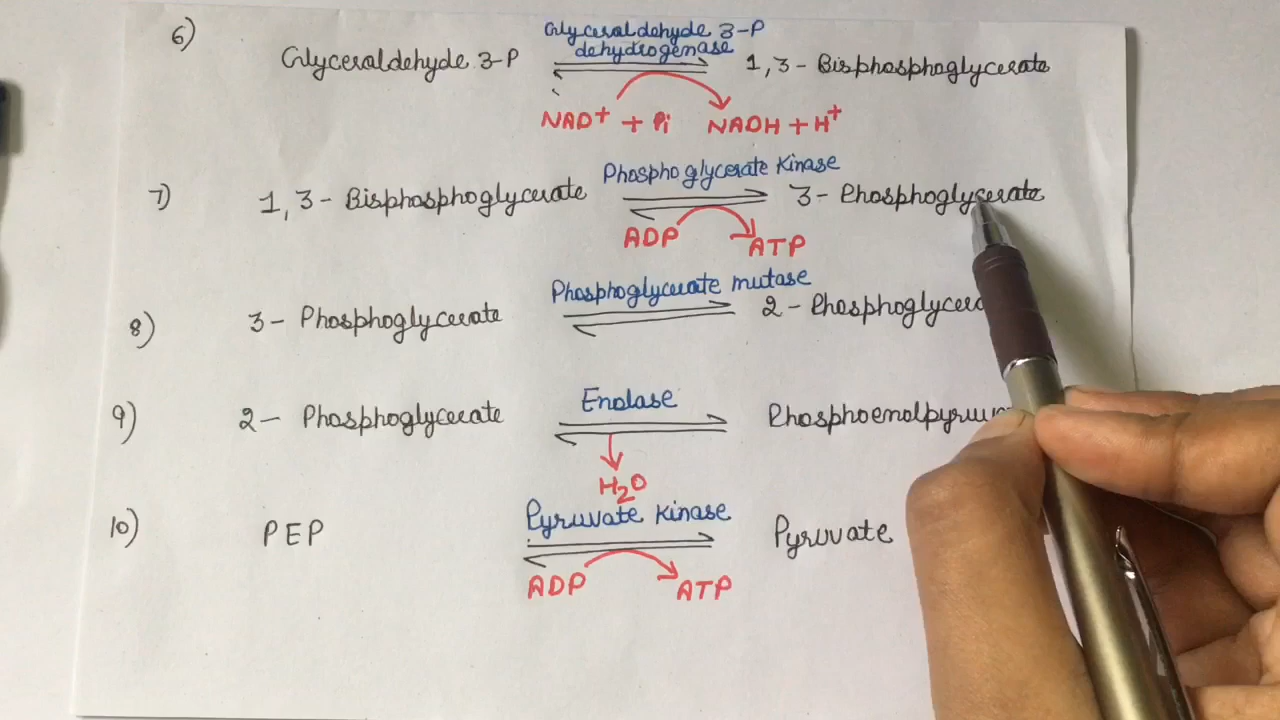 6) Glyceraldehyde 3-P Glyceraldehyde 3-P dehydrogenase 1,3-Bisphosphoglycerate
NAD+ + Pi NADH + H+
7) 1,3-Bisphosphoglycerate Phosphoglycerate Kinase 3-Phosphoglycerate
ADP ATP
8) 3-Phosphoglycerate Phosphoglycerate mutase 2-
9) 2-Phosphoglycerate Enolase
H2O
10) PEP Pyruvate Kinase Pyruvate
ADP ATP